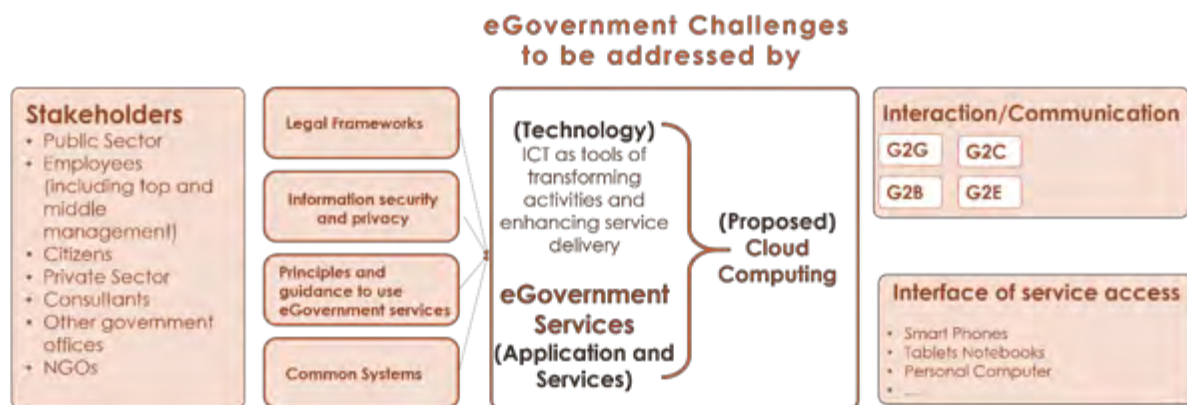 eGovernment Challenges
to be addressed by
Stakeholders
• Public Sector
• Employees
(including top and
middle
management)
• Citizens
• Private Sector
• Consultants
• Other government
offices
• NGOs
Legal Frameworks
Information security
and privacy
Principles and
guidance to use
eGovernment services
Common Systems
(Technology)
ICT as tools of
transforming
activities and
enhancing service
delivery
eGovernment
Services
(Application and
Services)
(Proposed)
Cloud
Computing
Interaction/Communication
G2G G2C
G2B G2E
Interface of service access
• Smart Phones
• Tablets Notebooks
• Personal Computer
• ....